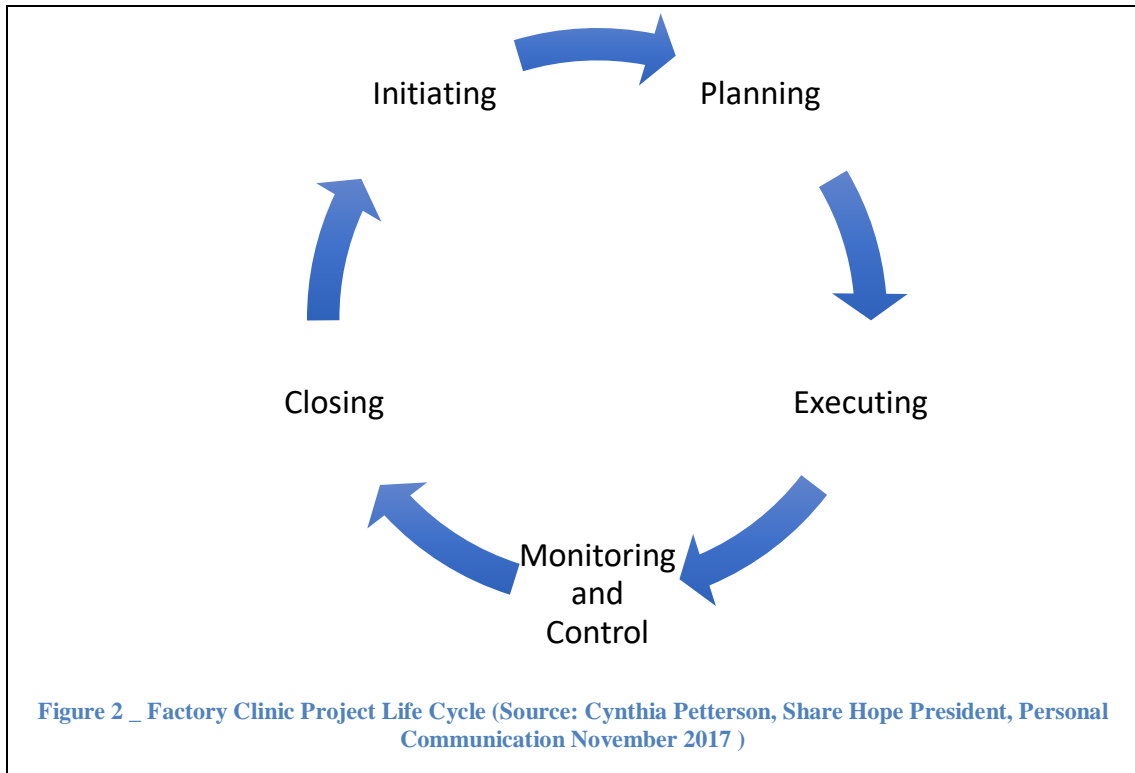 Initiating
Planning
Executing
Monitoring
and
Control
Closing
Figure 2 _ Factory Clinic Project Life Cycle (Source: Cynthia Petterson, Share Hope President, Personal
Communication November 2017 )